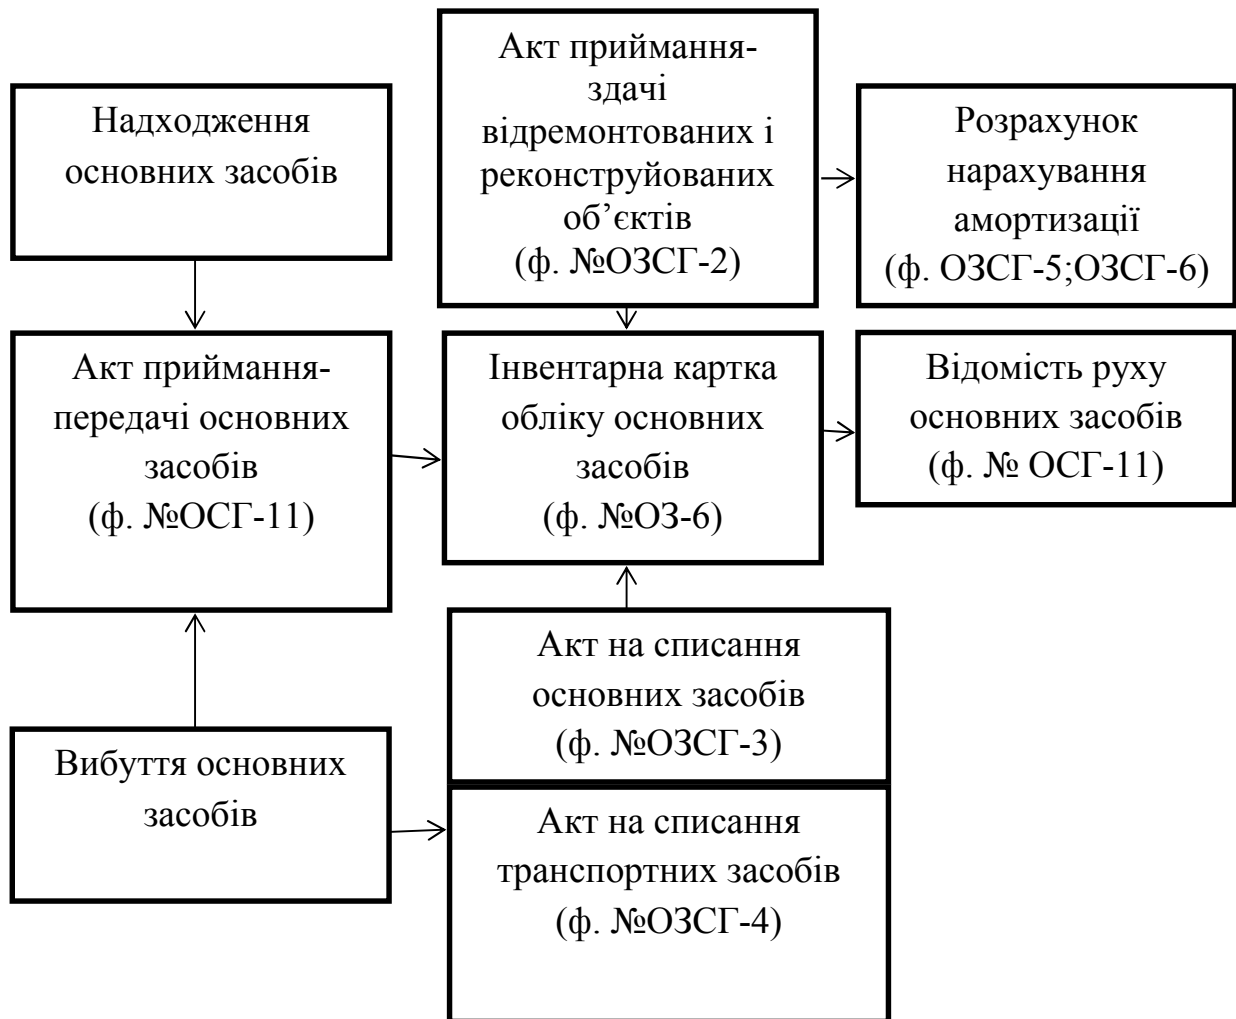 Надходження
основних засобів
Акт приймання-
здачі
відремонтованих і
реконструйованих
об’єктів
(ф. №ОЗСГ-2)
Розрахунок
нарахування
амортизації
(ф. ОЗСГ-5;ОЗСГ-6)
Акт приймання-
передачі основних
засобів
(ф. №ОСГ-11)
Інвентарна картка
обліку основних
засобів
(ф. №ОЗ-6)
Відомість руху
основних засобів
(ф. № ОСГ-11)
Вибуття основних
засобів
Акт на списання
основних засобів
(ф. №ОЗСГ-3)
Акт на списання
транспортних засобів
(ф. №ОЗСГ-4)